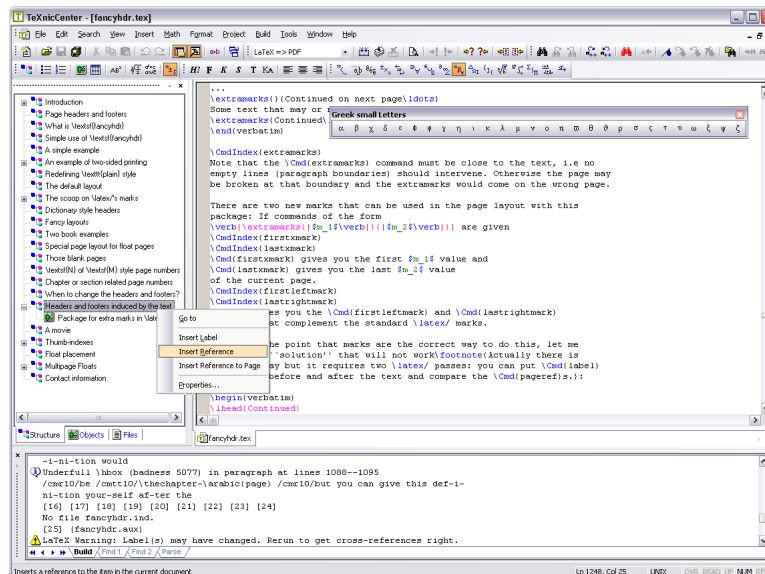 TeXnicCenter - [fancyhdr.tex]
File Edit Search View Insert Math Format Project Build Tools Window Help
LaTeX => PDF
H/ F K S T KA
Introduction
Page headers and footers
What is \textsf{fancyhdr}
Simple use of \textsf{fancyhdr}
A simple example
An example of two-sided printing
Redefining \texttt{plain} style
The default layout
The scoop on \latex/'s marks
Dictionary style headers
Fancy layouts
Two book examples
Special page layout for float pages
Those blank pages
\textsf{N} of \textsf{M} style page numbers
Chapter or section related page numbers
When to change the headers and footers?
Headers and footers induced by the text
Package for extra marks in \late
A movie
Thumb-indexes
Float placement
Multipage Floats
Contact information
Structure Objects Files
Go to
Insert Label
Insert Reference
Insert Reference to Page
Properties...
...
\extramarks{}{Continued on next page\ldots}
Some text that may or
\extramarks{Continued\
\end{verbatim}
Greek small Letters
α β χ δ ε ϕ φ γ η ι κ λ μ ν ο π ϖ θ ϑ ρ σ ς τ υ ω ξ ψ ζ
\CmdIndex{extramarks}
Note that the \Cmd{extramarks} command must be close to the text, i.e no
empty lines (paragraph boundaries) should intervene. Otherwise the page may
be broken at that boundary and the extramarks would come on the wrong page.
There are two new marks that can be used in the page layout with this
package: If commands of the form
\verb|\extramarks{|$m_1$\verb|}{|$m_2$\verb|}| are given
\CmdIndex{firstxmark}
\CmdIndex{lastxmark}
\Cmd{firstxmark} gives you the first $m_1$ value and
\Cmd{lastxmark} gives you the last $m_2$ value
of the current page.
\CmdIndex{firstleftmark}
\CmdIndex{lastrightmark}
es you the \Cmd{firstleftmark} and \Cmd{lastrightmark}
at complement the standard \latex/ marks.
the point that marks are the correct way to do this, let me
``solution'' that will not work\footnote{Actually there is
ay but it requires two \latex/ passes: you can put \Cmd{label}
before and after the text and compare the \Cmd{pageref}s.}:
\begin{verbatim}
\lhead{Continued}
fancyhdr.tex
-i-ni-tion would
Underfull \hbox (badness 5077) in paragraph at lines 1088--1095
/cmr10/be /cmtt10/\thechapter-\arabic{page} /cmr10/but you can give this def-i-
ni-tion your-self af-ter the
[16] [17] [18] [19] [20] [21] [22] [23] [24]
No file fancyhdr.ind.
[25] (fancyhdr.aux)
LaTeX Warning: Label(s) may have changed. Rerun to get cross-references right.
Build Find 1 Find 2 Parse
Inserts a reference to the item in the current document
Ln 1248, Col 25 UNIX OVR READ LIF NUM